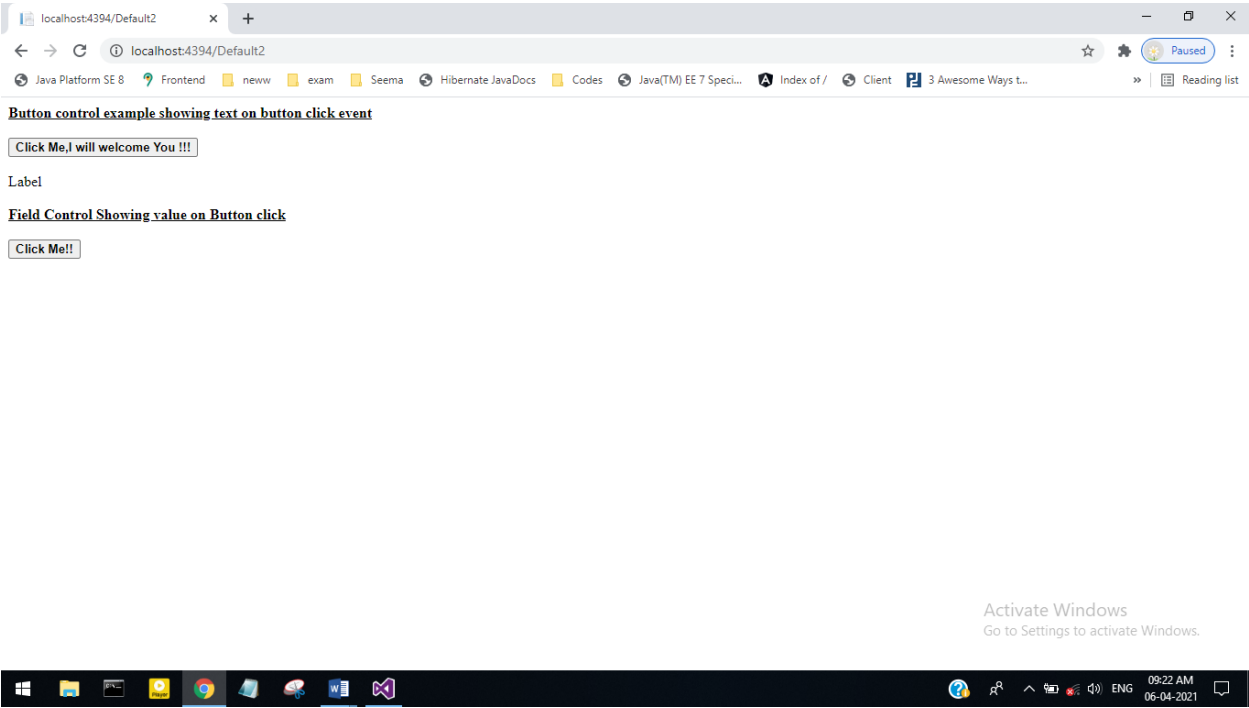 localhost:4394/Default2
localhost:4394/Default2
Paused
Java Platform SE 8
Frontend
neww
exam
Seema
Hibernate JavaDocs
Codes
Java(TM) EE 7 Speci...
Index of /
Client
3 Awesome Ways t...
Reading list
Button control example showing text on button click event
Click Me,I will welcome You !!!
Label
Field Control Showing value on Button click
Click Me!!
Activate Windows
Go to Settings to activate Windows.
ENG
09:22 AM
06-04-2021